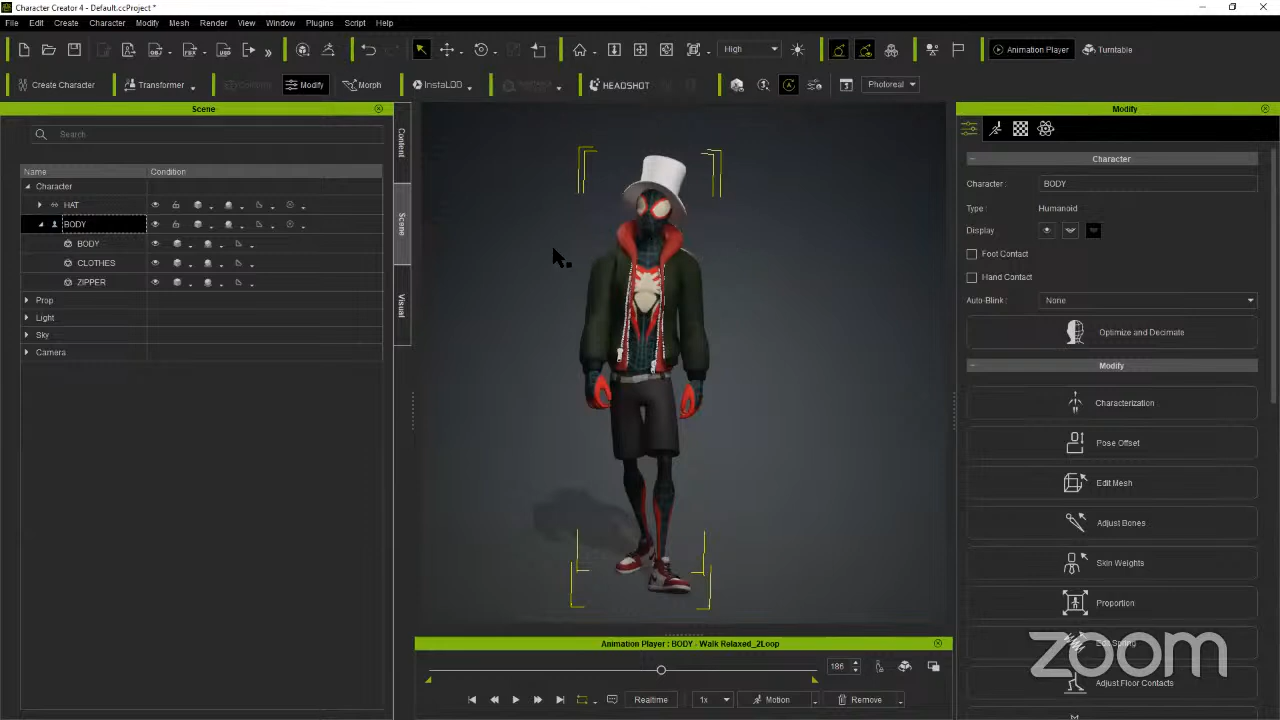 Character Creator 4 - Default.ccProject *
File Edit Create Character Modify Mesh Render View Window Plugins Script Help
High Animation Player Turntable
Create Character Transformer Modify Morph InstaLOD HEADSHOT Photoreal
Scene
Search
Name Condition
Character
HAT
BODY
BODY
CLOTHES
ZIPPER
Prop
Light
Sky
Camera
Content
Scene
Visual
Modify
Character
Character : BODY
Type : Humanoid
Display
Foot Contact
Hand Contact
Auto-Blink : None
Optimize and Decimate
Modify
Characterization
Pose Offset
Edit Mesh
Adjust Bones
Skin Weights
Proportion
Edit Spring
Adjust Floor Contacts
zoom
Animation Player : BODY - Walk Relaxed_2Loop
186
Realtime 1x Motion Remove